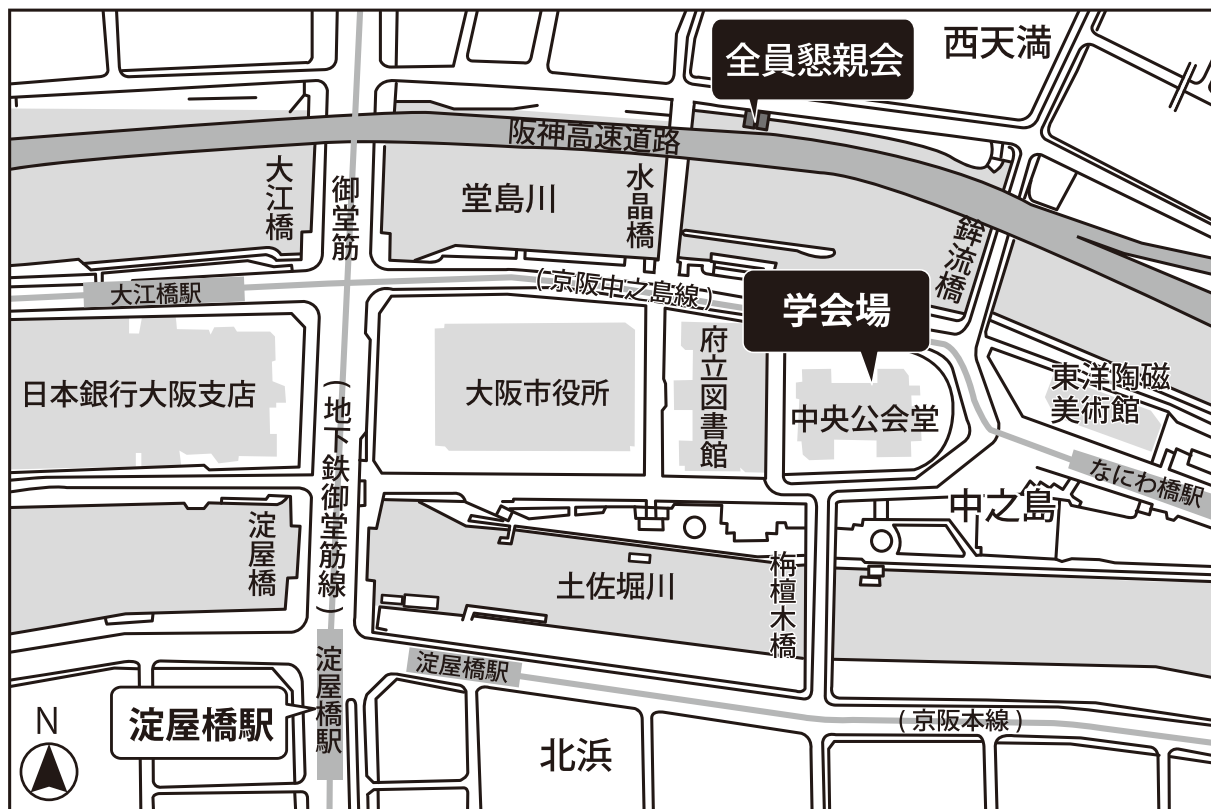 西天満
全員懇親会
阪神高速道路
大江橋
御堂筋
堂島川
水晶橋
鉾流橋
大江橋駅
(京阪中之島線)
学会場
日本銀行大阪支店
大阪市役所
府立図書館
中央公会堂
東洋陶磁
美術館
なにわ橋駅
(地下鉄御堂筋線)
中之島
淀屋橋
土佐堀川
栴檀木橋
淀屋橋駅
淀屋橋駅
淀屋橋駅
(京阪本線)
北浜
N